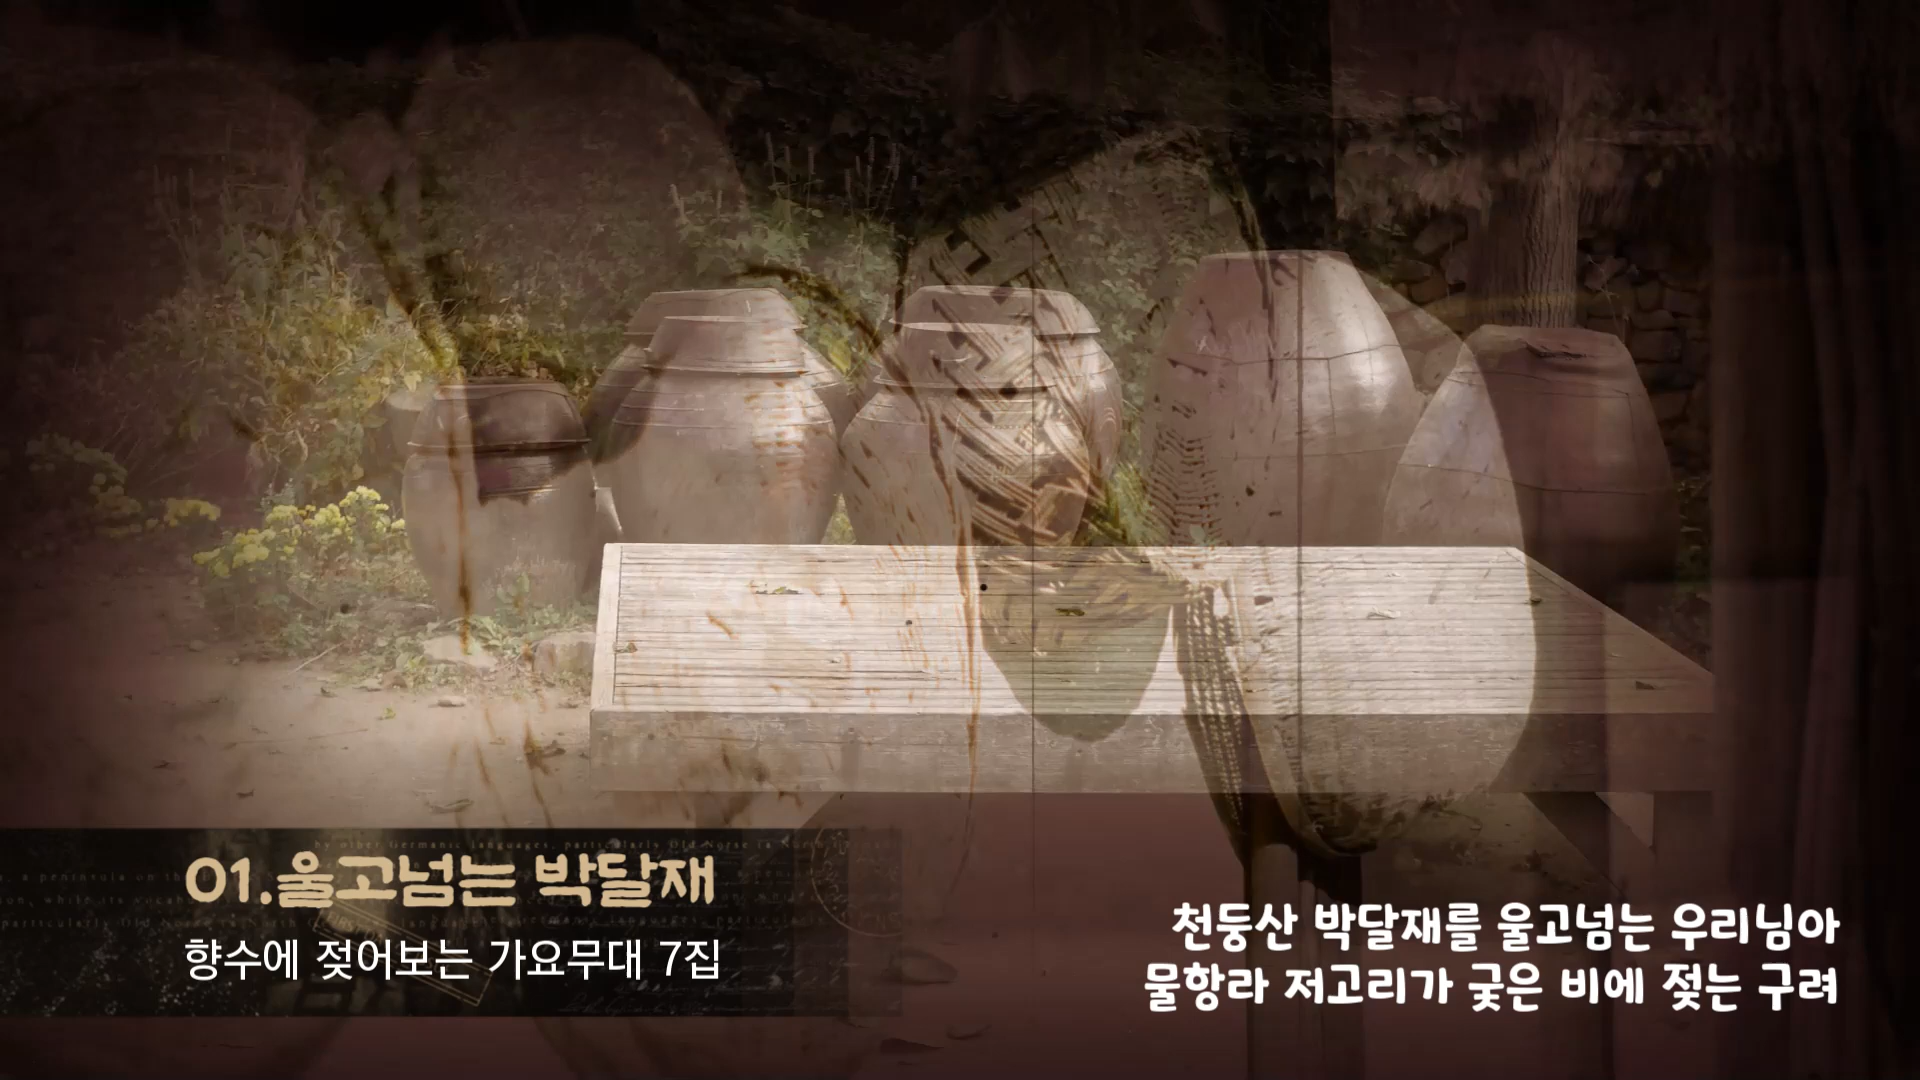 01.울고넘는 박달재
향수에 젖어보는 가요무대 7집
천둥산 박달재를 울고넘는 우리님아
물항라 저고리가 궂은 비에 젖는 구려